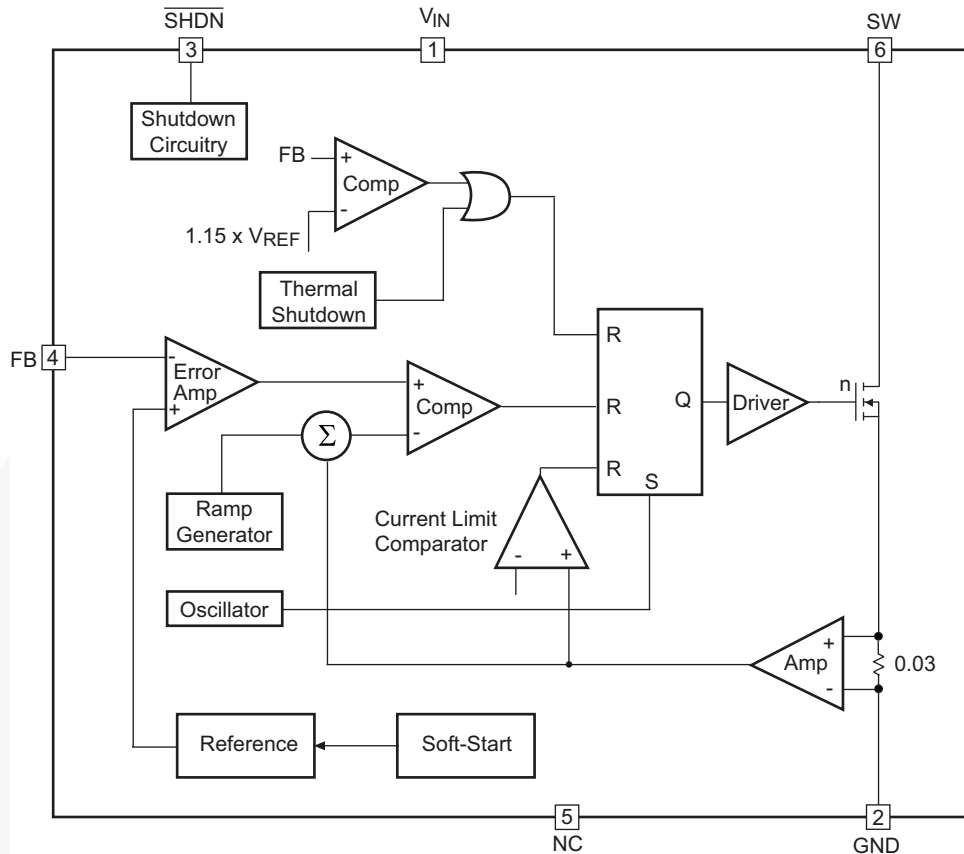 SHDN
VIN
SW
3
1
6
Shutdown
Circuitry
FB
+
Comp
-
1.15 x VREF
Thermal
Shutdown
FB
4
-
Error
Amp
+
+
Comp
-
Σ
Ramp
Generator
R
R
R
Q
S
Driver
n
Current Limit
Comparator
-
+
Oscillator
+
Amp
-
0.03
Reference
Soft-Start
5
NC
2
GND